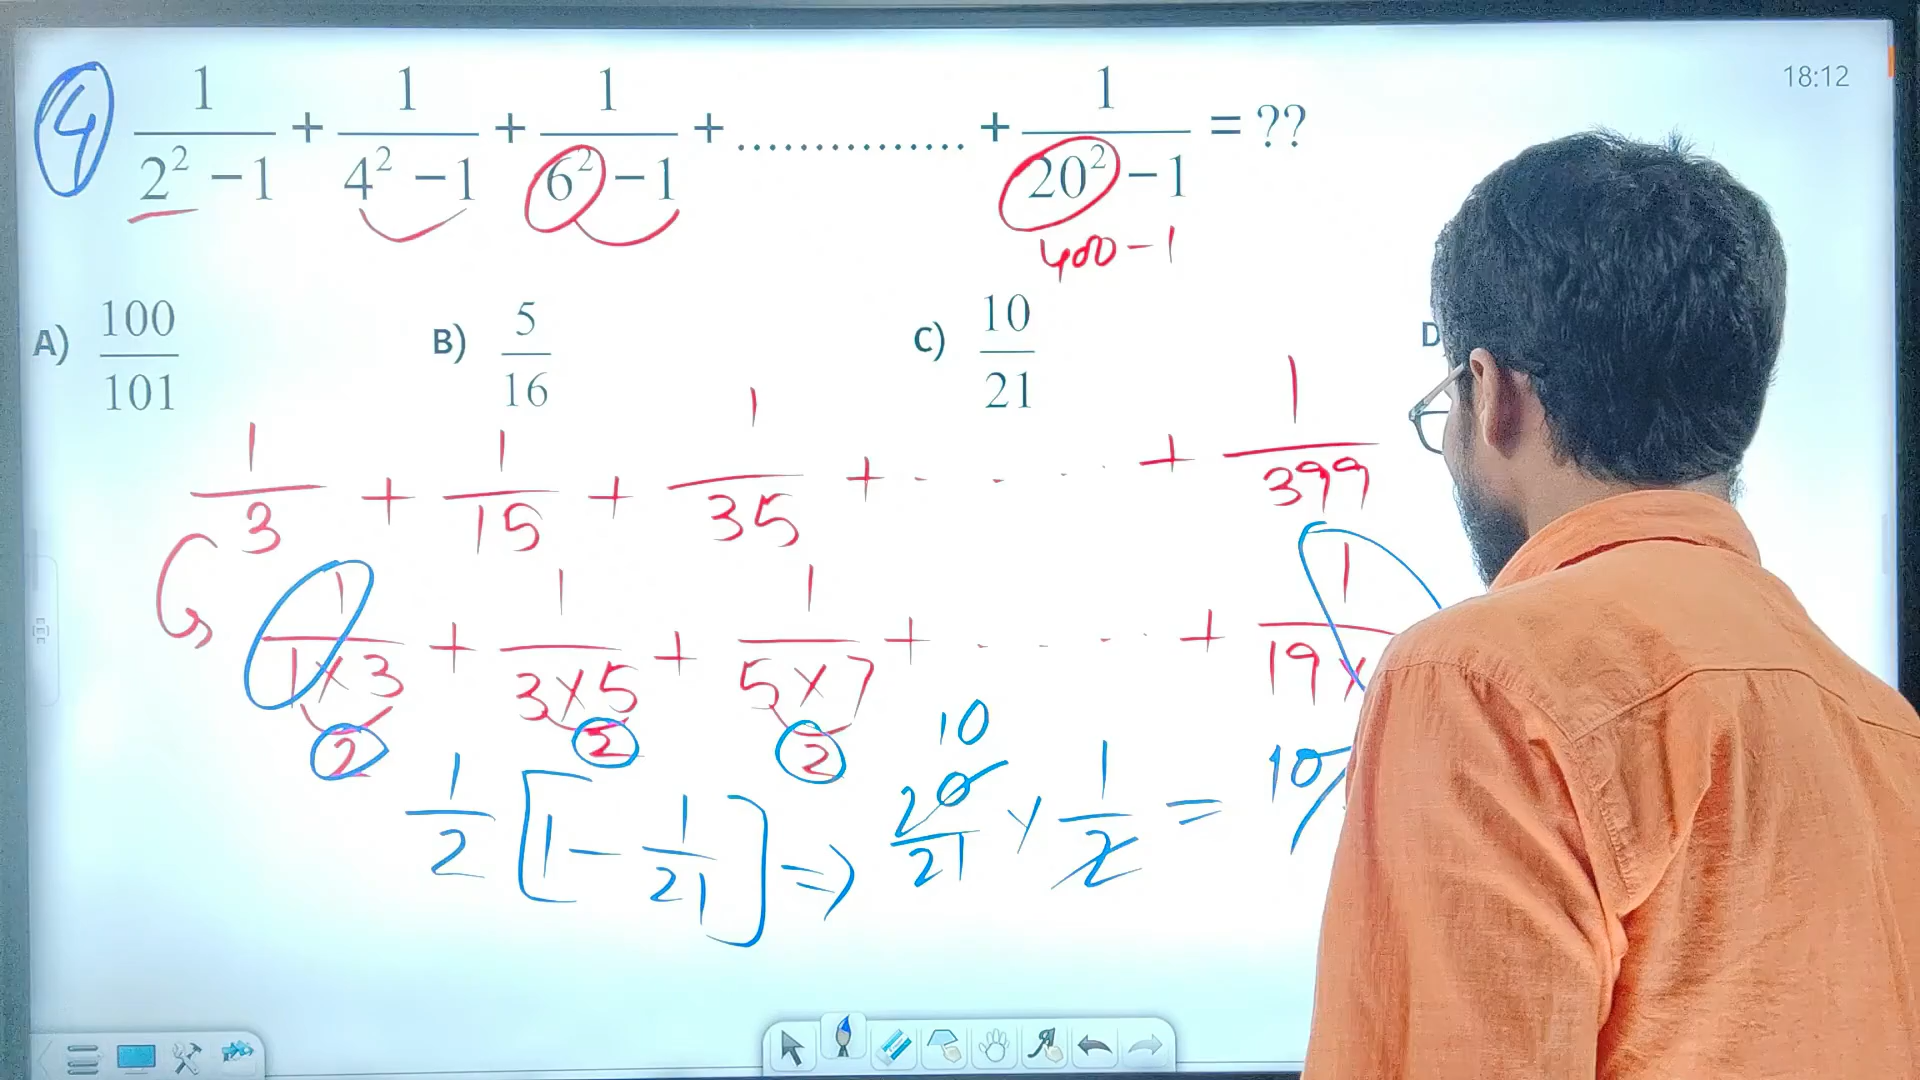 18:12
④ 1/(2² −1) + 1/(4² −1) + 1/(6² −1) + ............... + 1/(20² −1) = ??
400 − 1
A) 100/101 B) 5/16 C) 10/21 D
1/3 + 1/15 + 1/35 + - - - · + 1/399
1/(1×3) + 1/(3×5) + 1/(5×7) + - - - · + 1/(19×
2 2 2
1/2 [1 − 1/21] => 20/21 × 1/2 = 10/
10